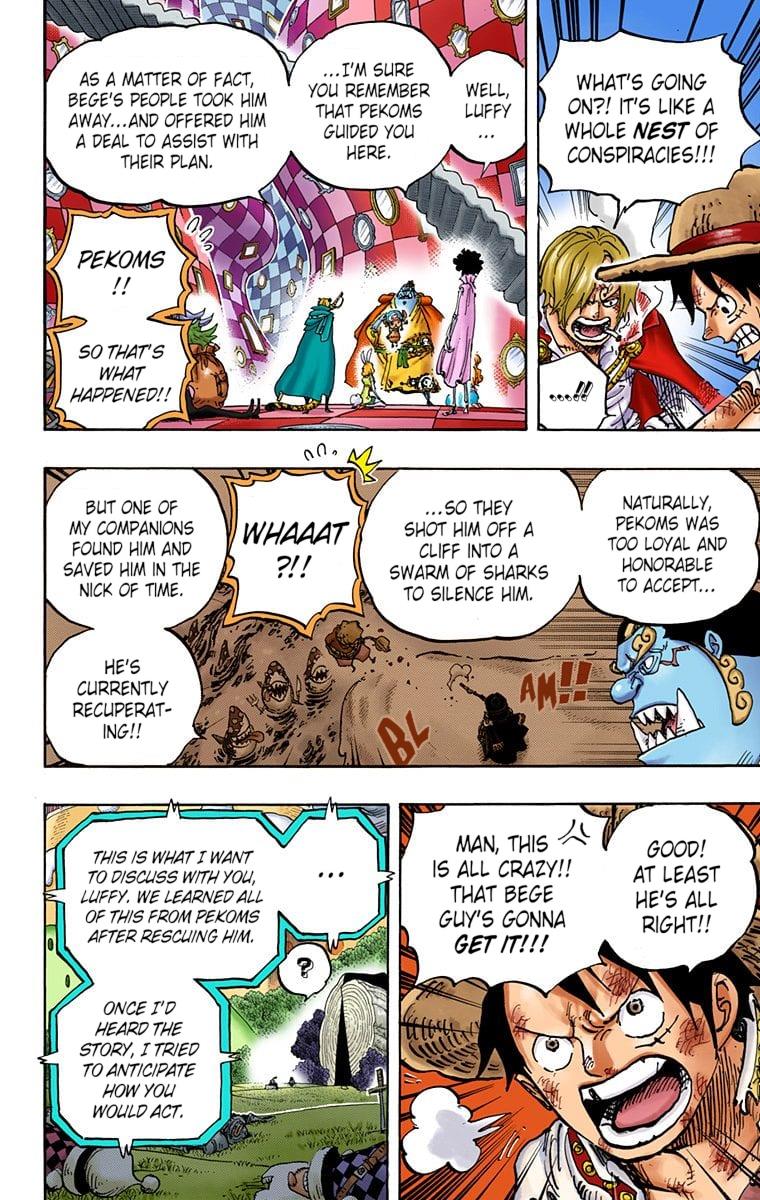 WHAT'S GOING
ON?! IT'S LIKE A
WHOLE NEST OF
CONSPIRACIES!!!
....!!
WELL,
LUFFY
...
...I'M SURE
YOU REMEMBER
THAT PEKOMS
GUIDED YOU
HERE.
AS A MATTER OF FACT,
BEGE'S PEOPLE TOOK HIM
AWAY...AND OFFERED HIM
A DEAL TO ASSIST WITH
THEIR PLAN.
PEKOMS
!!
SO THAT'S
WHAT
HAPPENED!!
NATURALLY,
PEKOMS WAS
TOO LOYAL AND
HONORABLE
TO ACCEPT...
...SO THEY
SHOT HIM OFF A
CLIFF INTO A
SWARM OF SHARKS
TO SILENCE HIM.
BLAM!!
WHAAAT
?!!
BUT ONE OF
MY COMPANIONS
FOUND HIM AND
SAVED HIM IN THE
NICK OF TIME.
HE'S
CURRENTLY
RECUPERAT-
ING!!
GOOD!
AT LEAST
HE'S ALL
RIGHT!!
MAN, THIS
IS ALL CRAZY!!
THAT BEGE
GUY'S GONNA
GET IT!!!
...
THIS IS WHAT I WANT
TO DISCUSS WITH YOU,
LUFFY. WE LEARNED ALL
OF THIS FROM PEKOMS
AFTER RESCUING HIM.
?
ONCE I'D
HEARD THE
STORY, I TRIED
TO ANTICIPATE
HOW YOU
WOULD ACT.